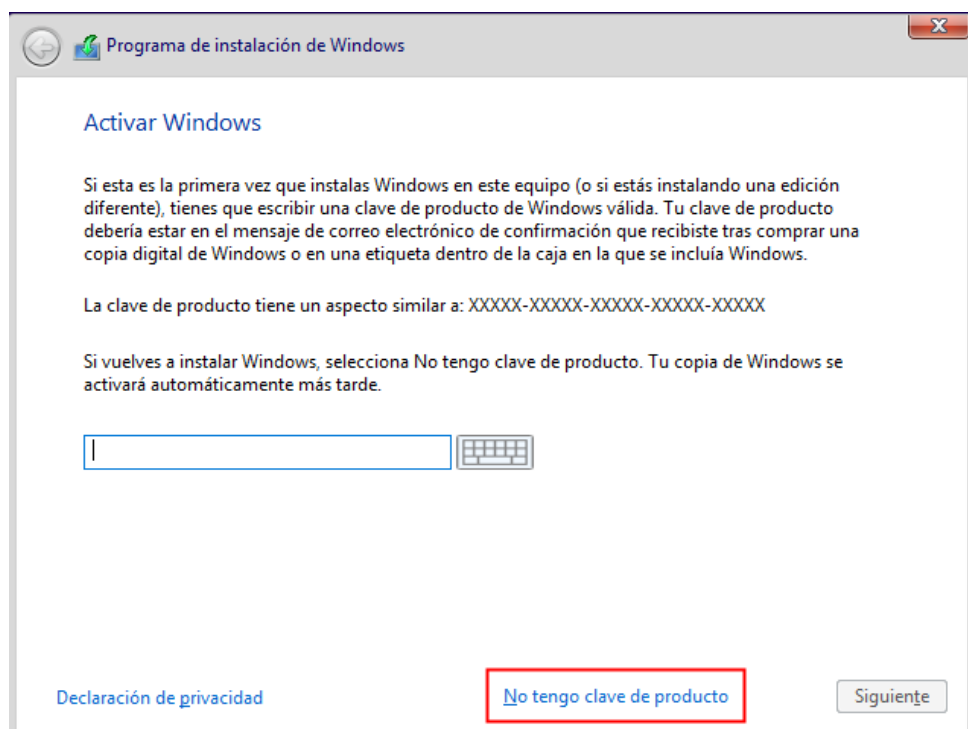 Programa de instalación de Windows
Activar Windows
Si esta es la primera vez que instalas Windows en este equipo (o si estás instalando una edición
diferente), tienes que escribir una clave de producto de Windows válida. Tu clave de producto
debería estar en el mensaje de correo electrónico de confirmación que recibiste tras comprar una
copia digital de Windows o en una etiqueta dentro de la caja en la que se incluía Windows.
La clave de producto tiene un aspecto similar a: XXXXX-XXXXX-XXXXX-XXXXX-XXXXX
Si vuelves a instalar Windows, selecciona No tengo clave de producto. Tu copia de Windows se
activará automáticamente más tarde.
Declaración de privacidad
No tengo clave de producto
Siguiente